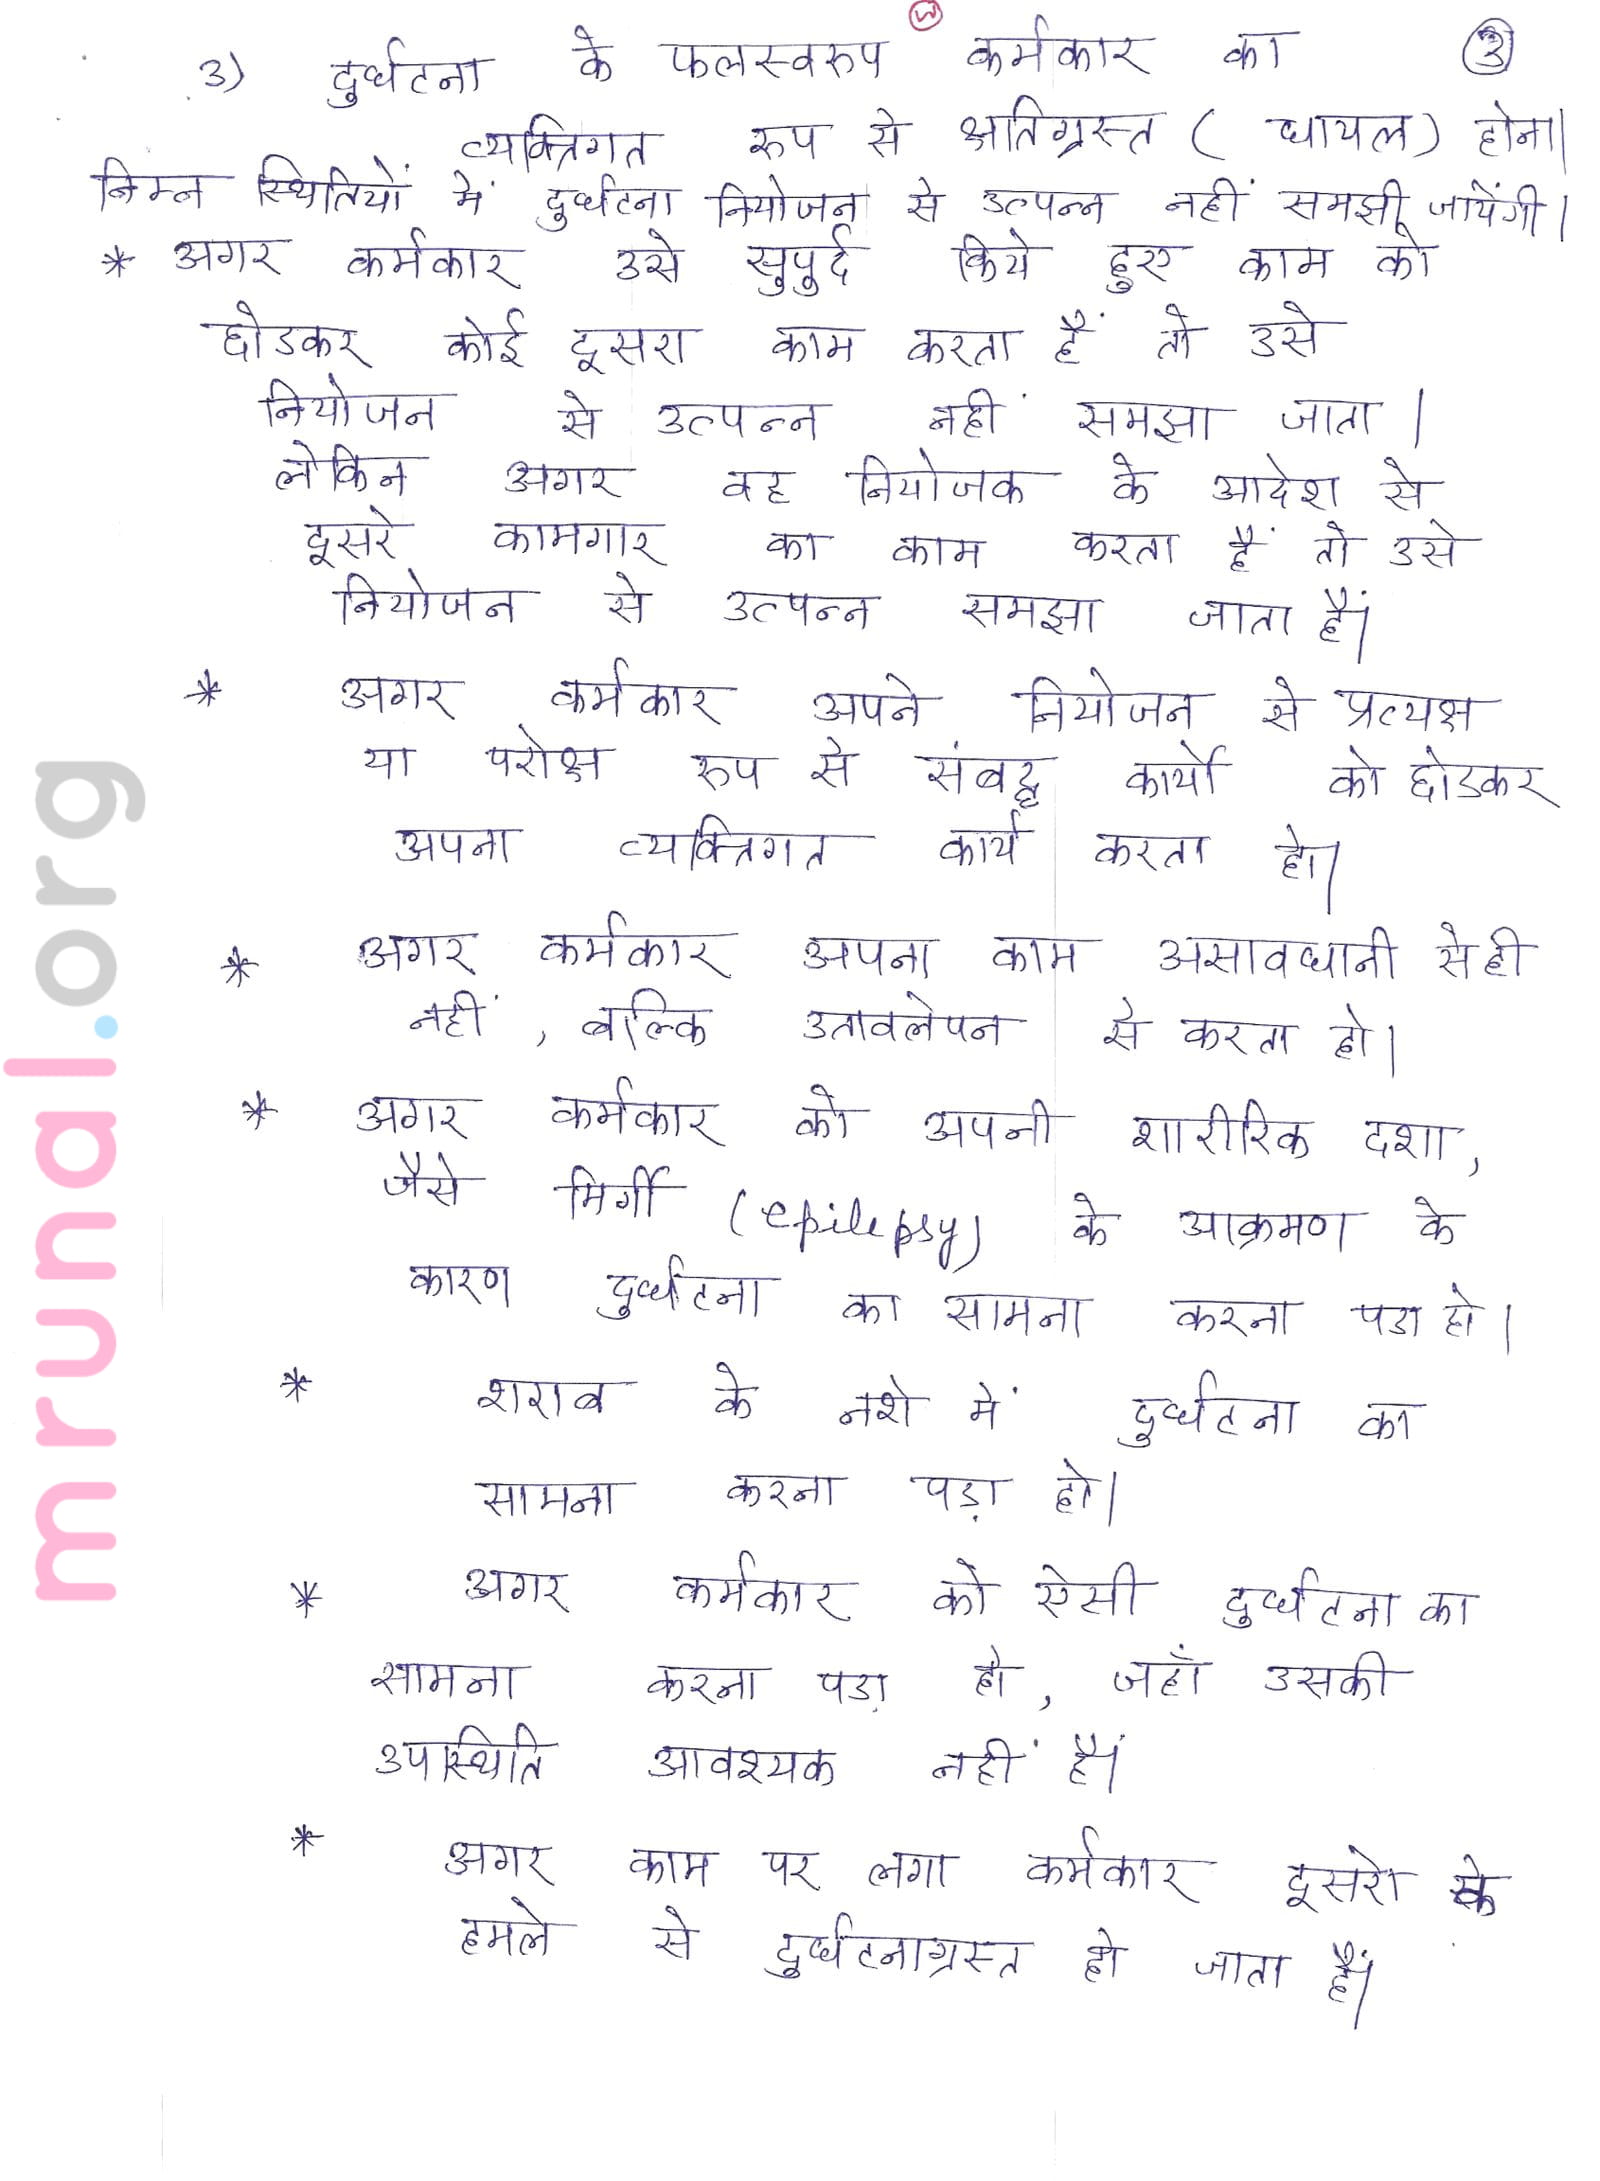 3) दुर्घटना के फलस्वरुप कर्मकार का ③
व्यक्तिगत रुप से क्षतिग्रस्त ( घायल) होना।
निम्न स्थितियों में दुर्घटना नियोजन से उत्पन्न नहीं समझी जायेंगी।
* अगर कर्मकार उसे सुपुर्द किये हुए काम को
छोडकर कोई दूसरा काम करता हैं तो उसे
नियोजन से उत्पन्न नहीं समझा जाता।
लेकिन अगर वह नियोजक के आदेश से
दूसरे कामगार का काम करता हैं तो उसे
नियोजन से उत्पन्न समझा जाता हैं।
* अगर कर्मकार अपने नियोजन से प्रत्यक्ष
या परोक्ष रुप से संबद्ध कार्यो को छोडकर
अपना व्यक्तिगत कार्य करता हो।
* अगर कर्मकार अपना काम असावधानी से ही
नहीं, बल्कि उतावलेपन से करता हो।
* अगर कर्मकार को अपनी शारीरिक दशा,
जैसे मिर्गी (epilepsy) के आक्रमण के
कारण दुर्घटना का सामना करना पडा हो।
* शराब के नशे में दुर्घटना का
सामना करना पड़ा हो।
* अगर कर्मकार को ऐसी दुर्घटना का
सामना करना पड़ा हो, जहाँ उसकी
उपस्थिति आवश्यक नहीं हैं।
* अगर काम पर लगा कर्मकार दूसरो के
हमले से दुर्घटनाग्रस्त हो जाता हैं।
mrunal.org